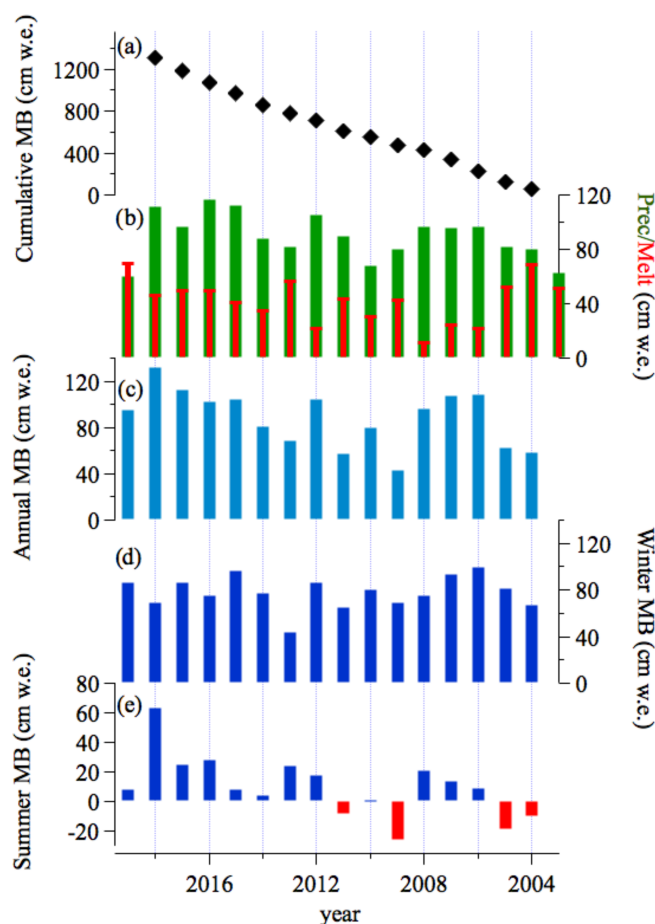 (a)
1200
800
400
0
Cumulative MB (cm w.e.)
(b)
120
80
40
0
Prec/Melt (cm w.e.)
(c)
120
80
40
0
Annual MB (cm w.e.)
(d)
120
80
40
0
Winter MB (cm w.e.)
(e)
80
60
40
20
0
-20
Summer MB (cm w.e.)
2016 2012 2008 2004
year